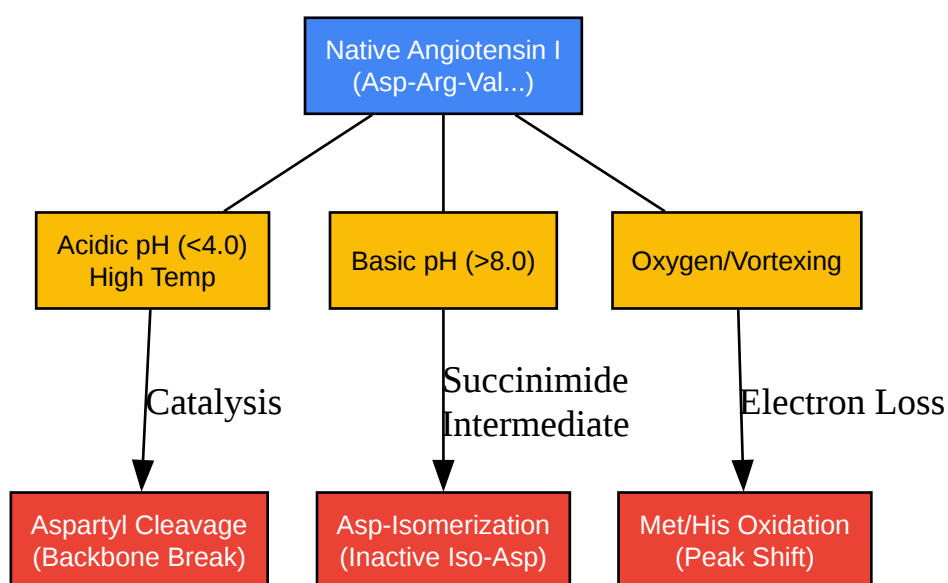 Native Angiotensin I
(Asp-Arg-Val...)
Acidic pH (<4.0)
High Temp
Basic pH (>8.0)
Oxygen/Vortexing
Catalysis
Succinimide
Intermediate
Electron Loss
Aspartyl Cleavage
(Backbone Break)
Asp-Isomerization
(Inactive Iso-Asp)
Met/His Oxidation
(Peak Shift)